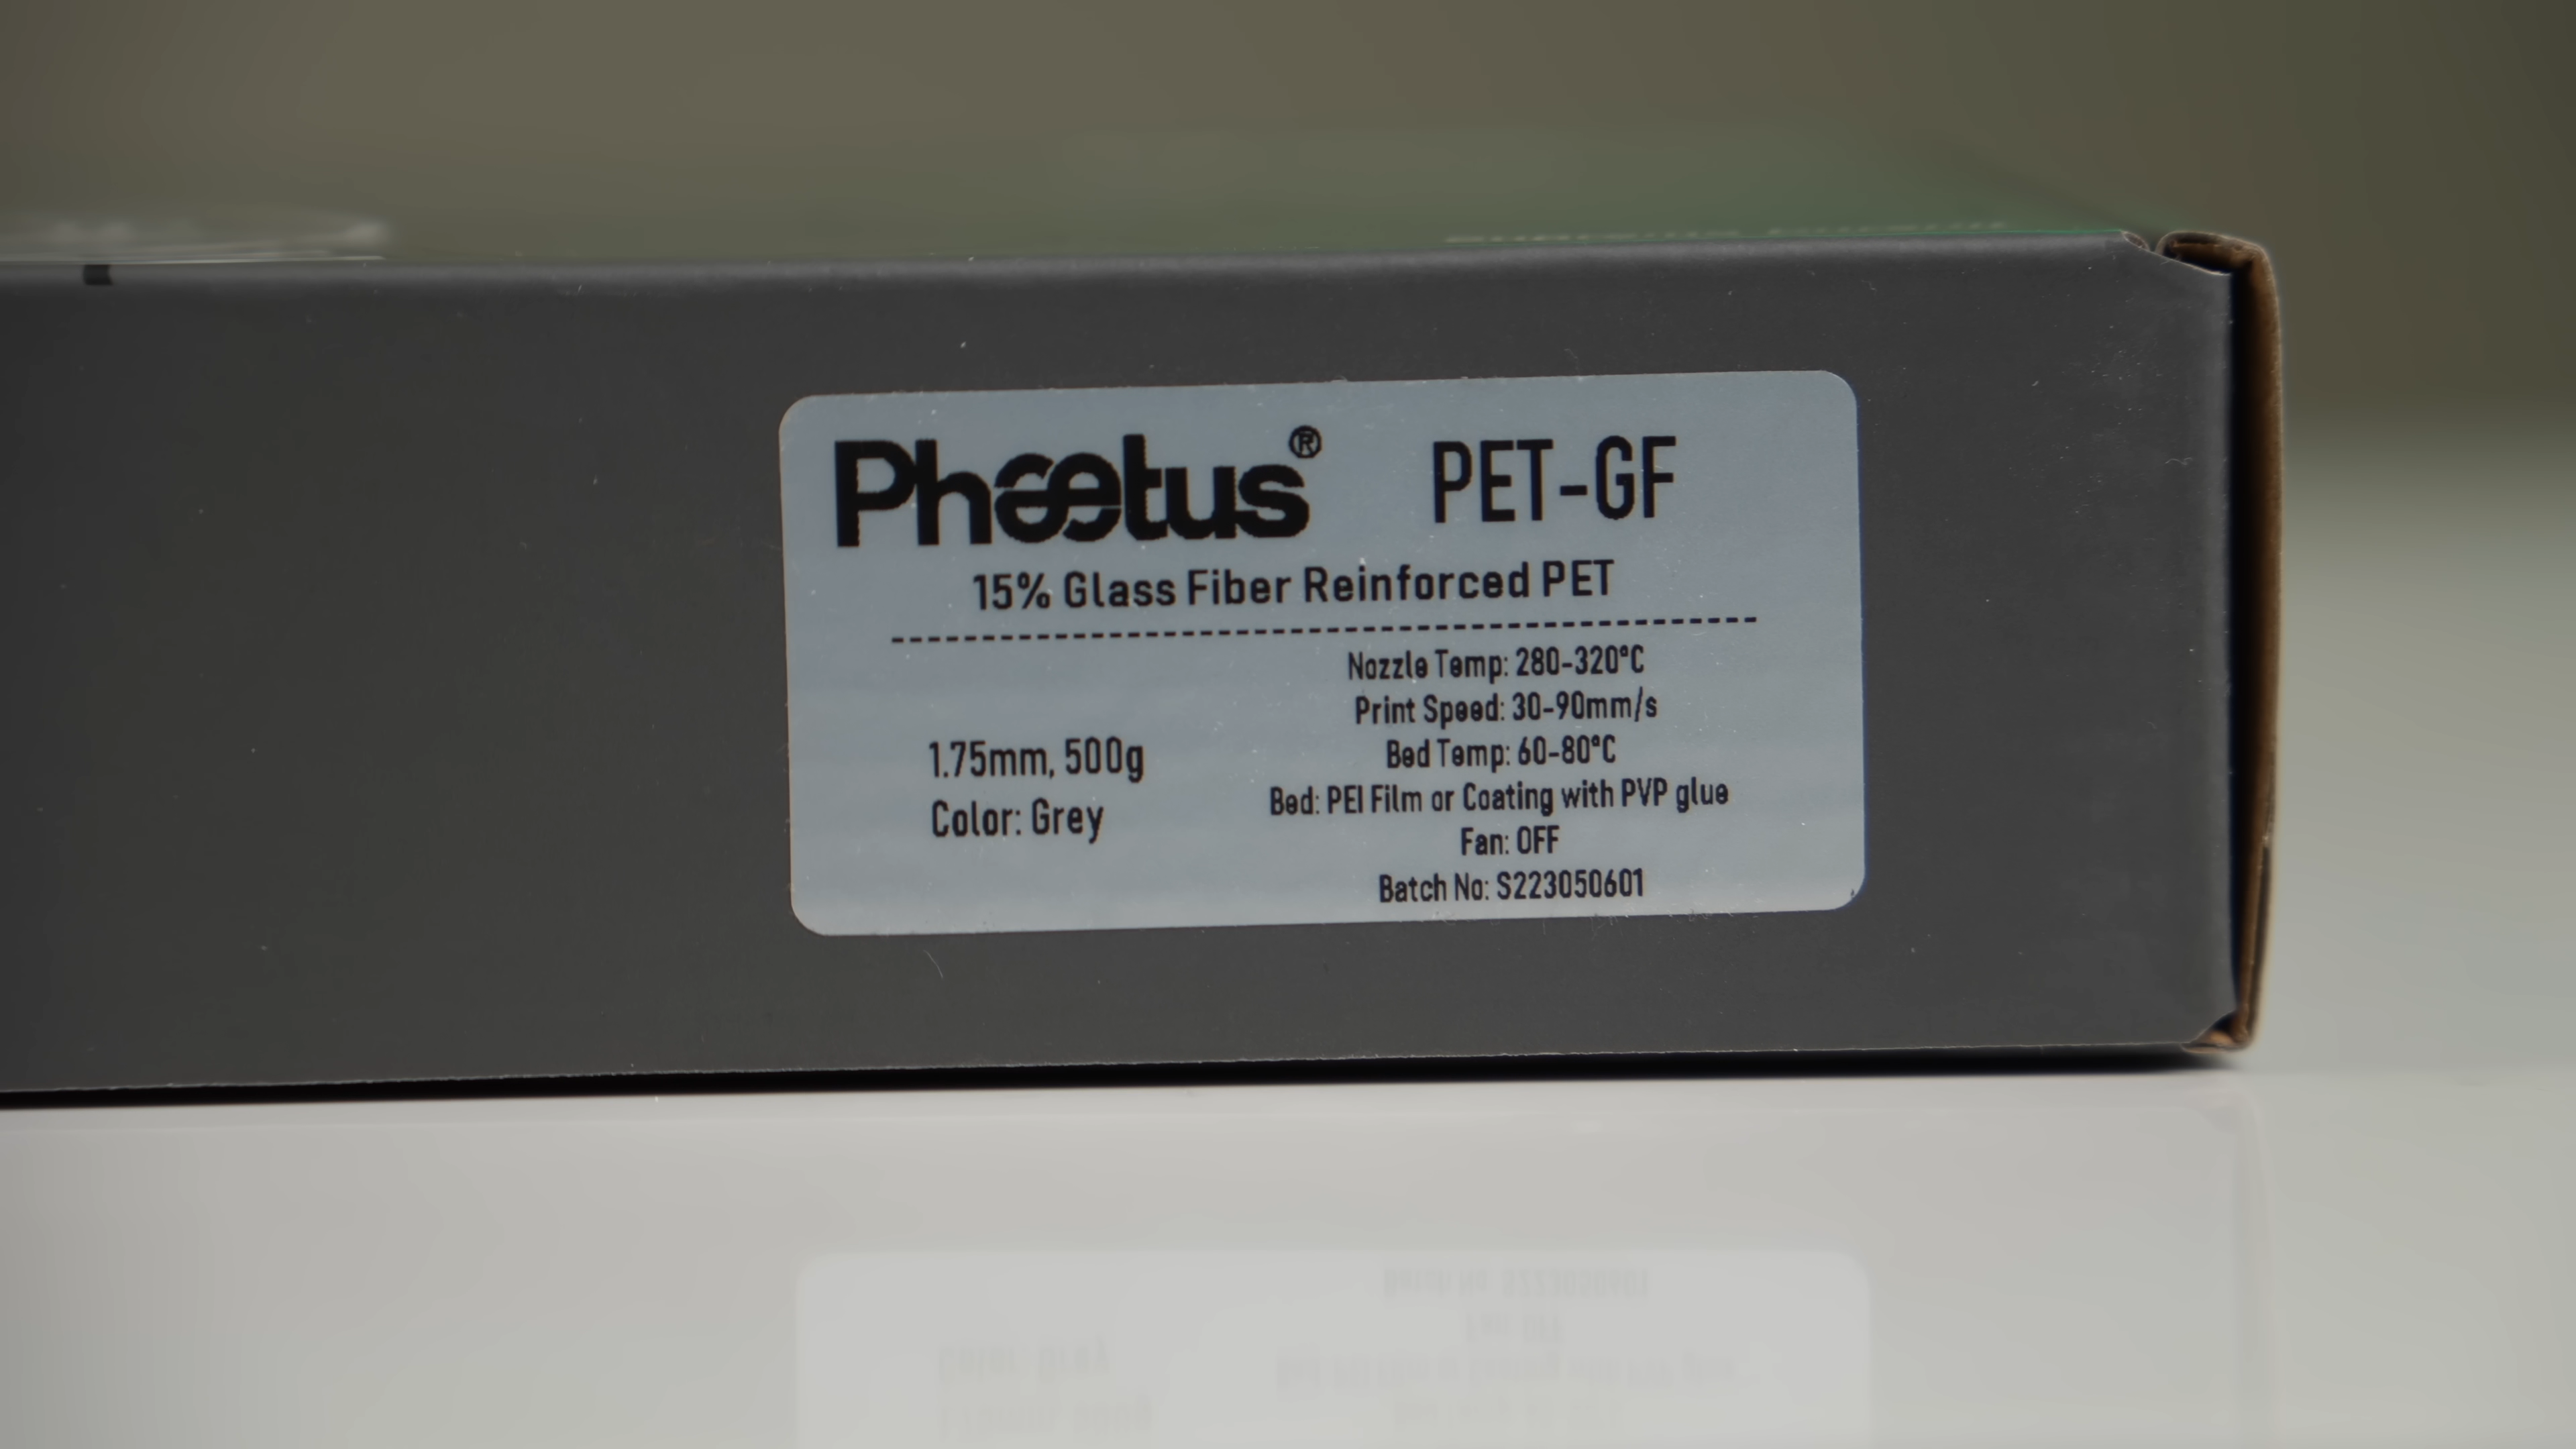 Phaetus® PET-GF
15% Glass Fiber Reinforced PET
Nozzle Temp: 280-320°C
Print Speed: 30-90mm/s
Bed Temp: 60-80°C
Bed: PEI Film or Coating with PVP glue
Fan: OFF
Batch No: S223050601
1.75mm, 500g
Color: Grey